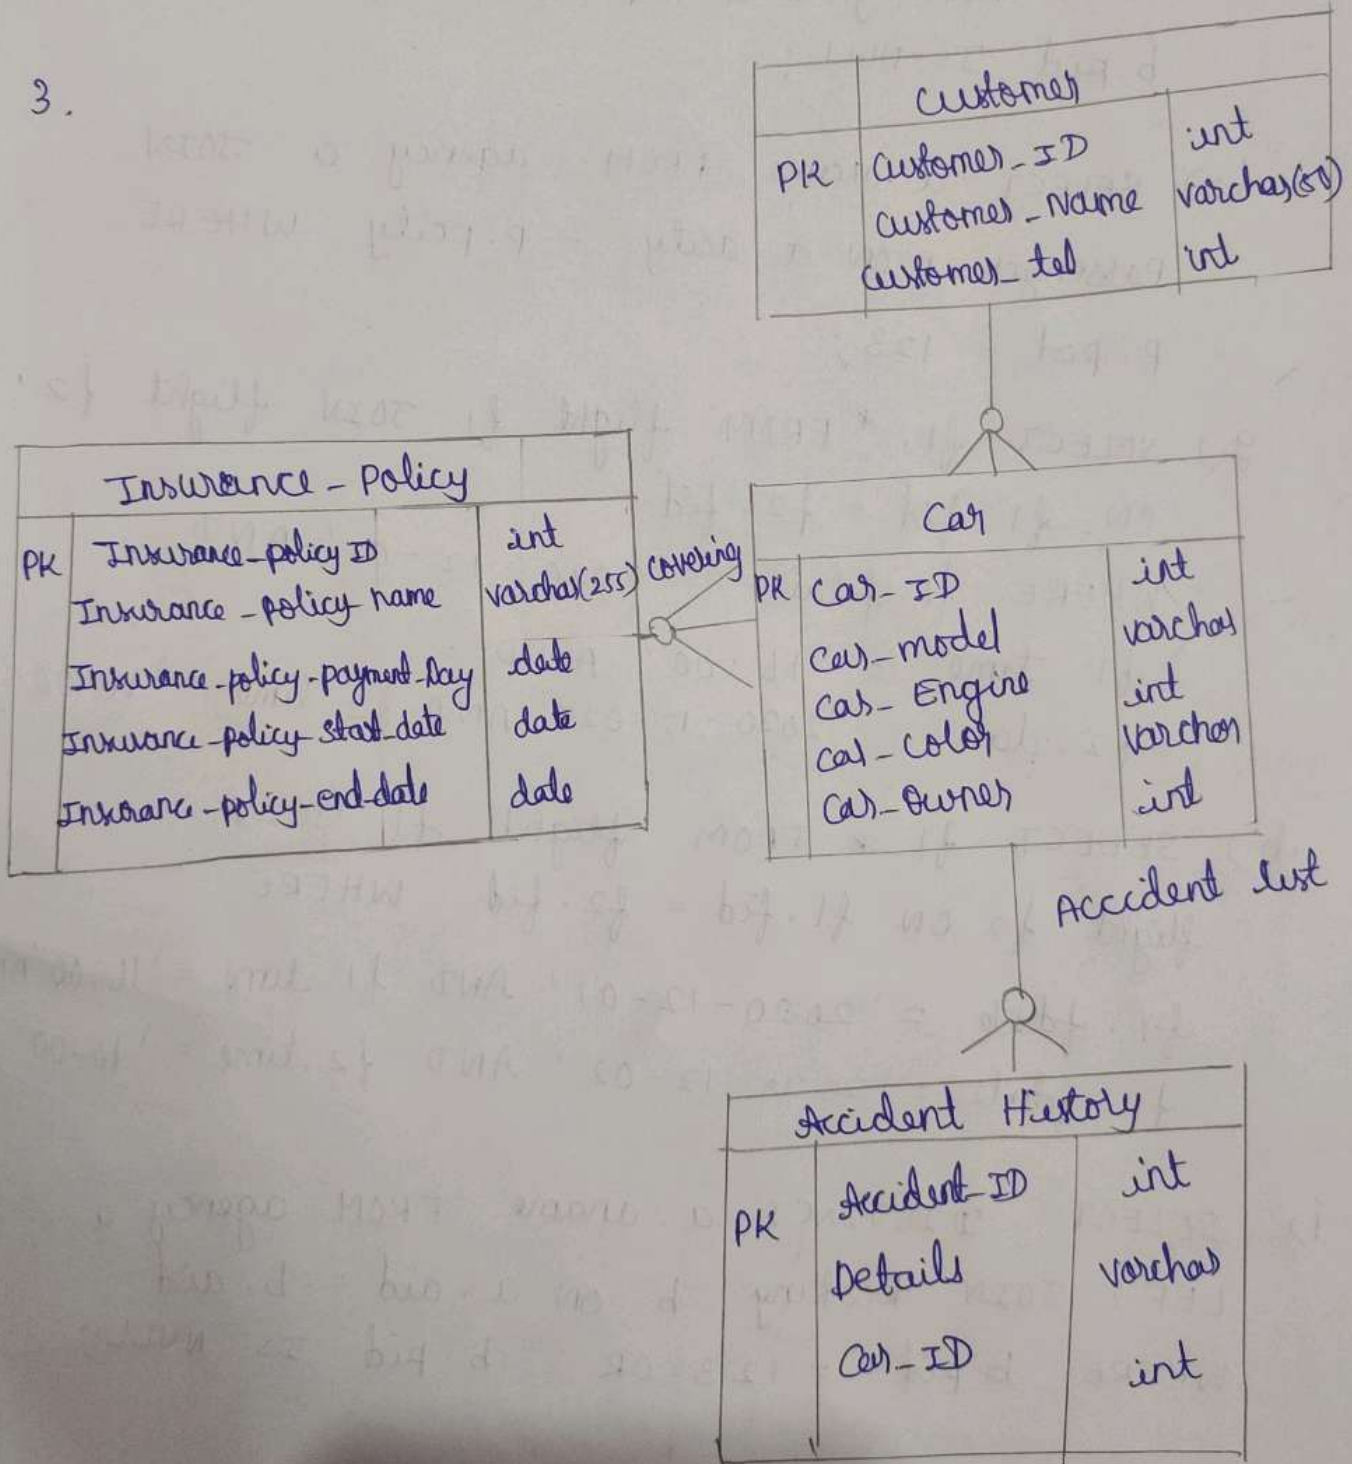 3.
Customer
PK Customer_ID int
Customer_Name varchar(50)
Customer_tel int
Insurance_Policy
PK Insurance_policy ID int
Insurance_policy name varchar(255)
Insurance_policy_payment_Day date
Insurance_policy_start_date date
Insurance_policy_end_date date
covering
Car
PK Car_ID int
Car_model varchar
Car_Engine int
Car_color varchar
Car_Owner int
Accident list
Accident History
PK Accident_ID int
Details varchar
Car_ID int